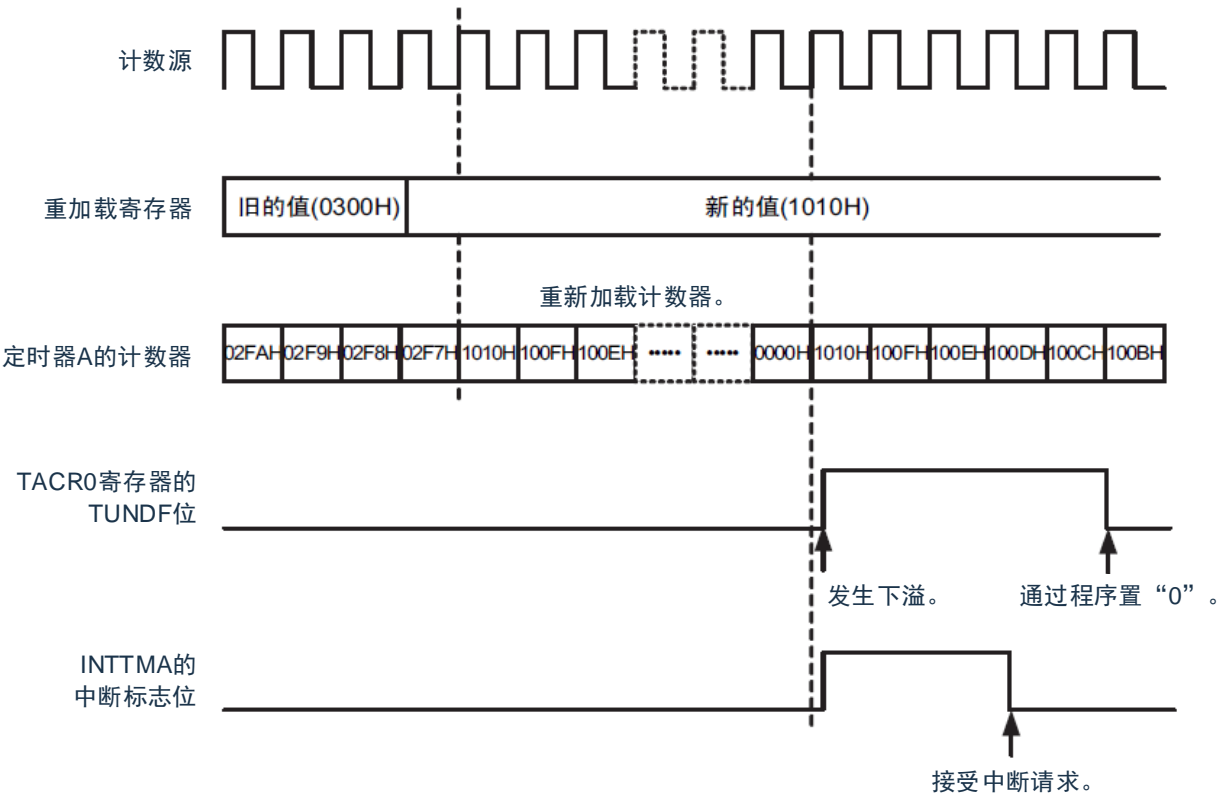 计数源
重加载寄存器
旧的值(0300H)
新的值(1010H)
重新加载计数器。
定时器A的计数器
02FAH 02F9H 02F8H 02F7H 1010H 100FH 100EH ····· ····· 0000H 1010H 100FH 100EH 100DH 100CH 100BH
TACR0寄存器的
TUNDF位
发生下溢。
通过程序置“0”。
INTTMA的
中断标志位
接受中断请求。